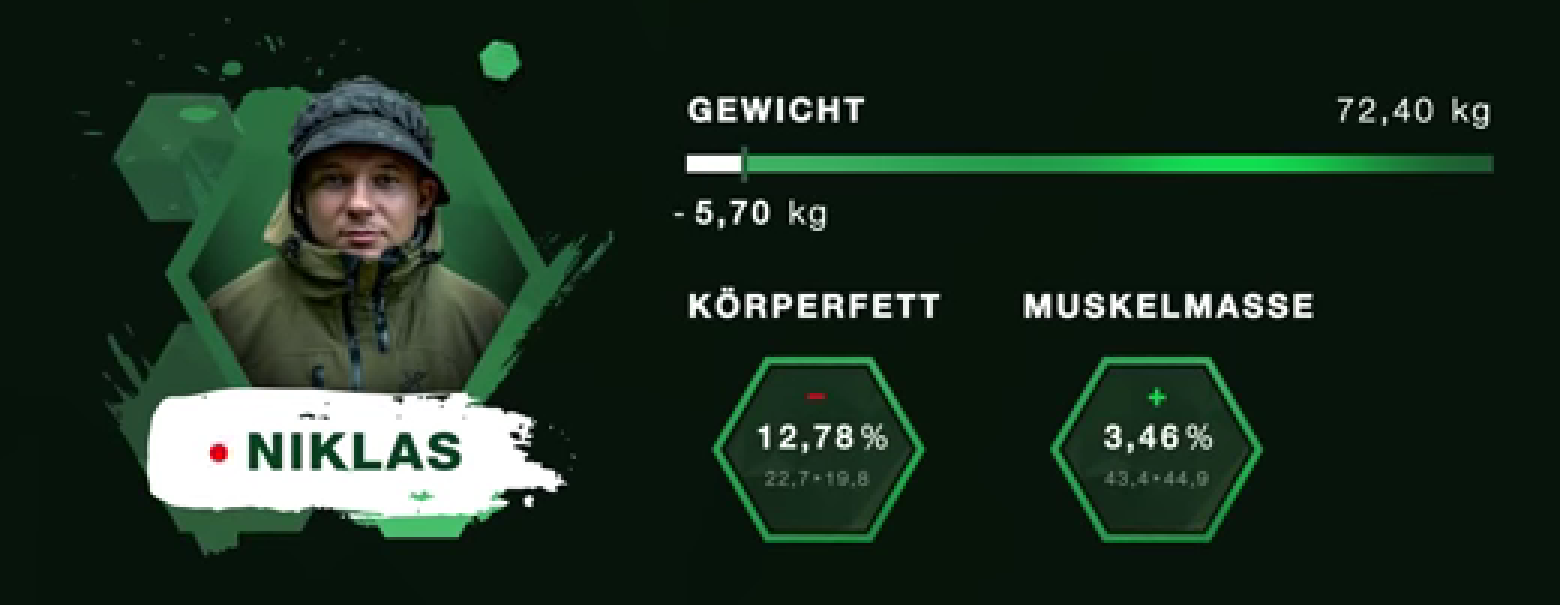 GEWICHT 72,40 kg
- 5,70 kg
KÖRPERFETT MUSKELMASSE
− +
12,78% 3,46%
22,7•19,8 43,4•44,9
• NIKLAS